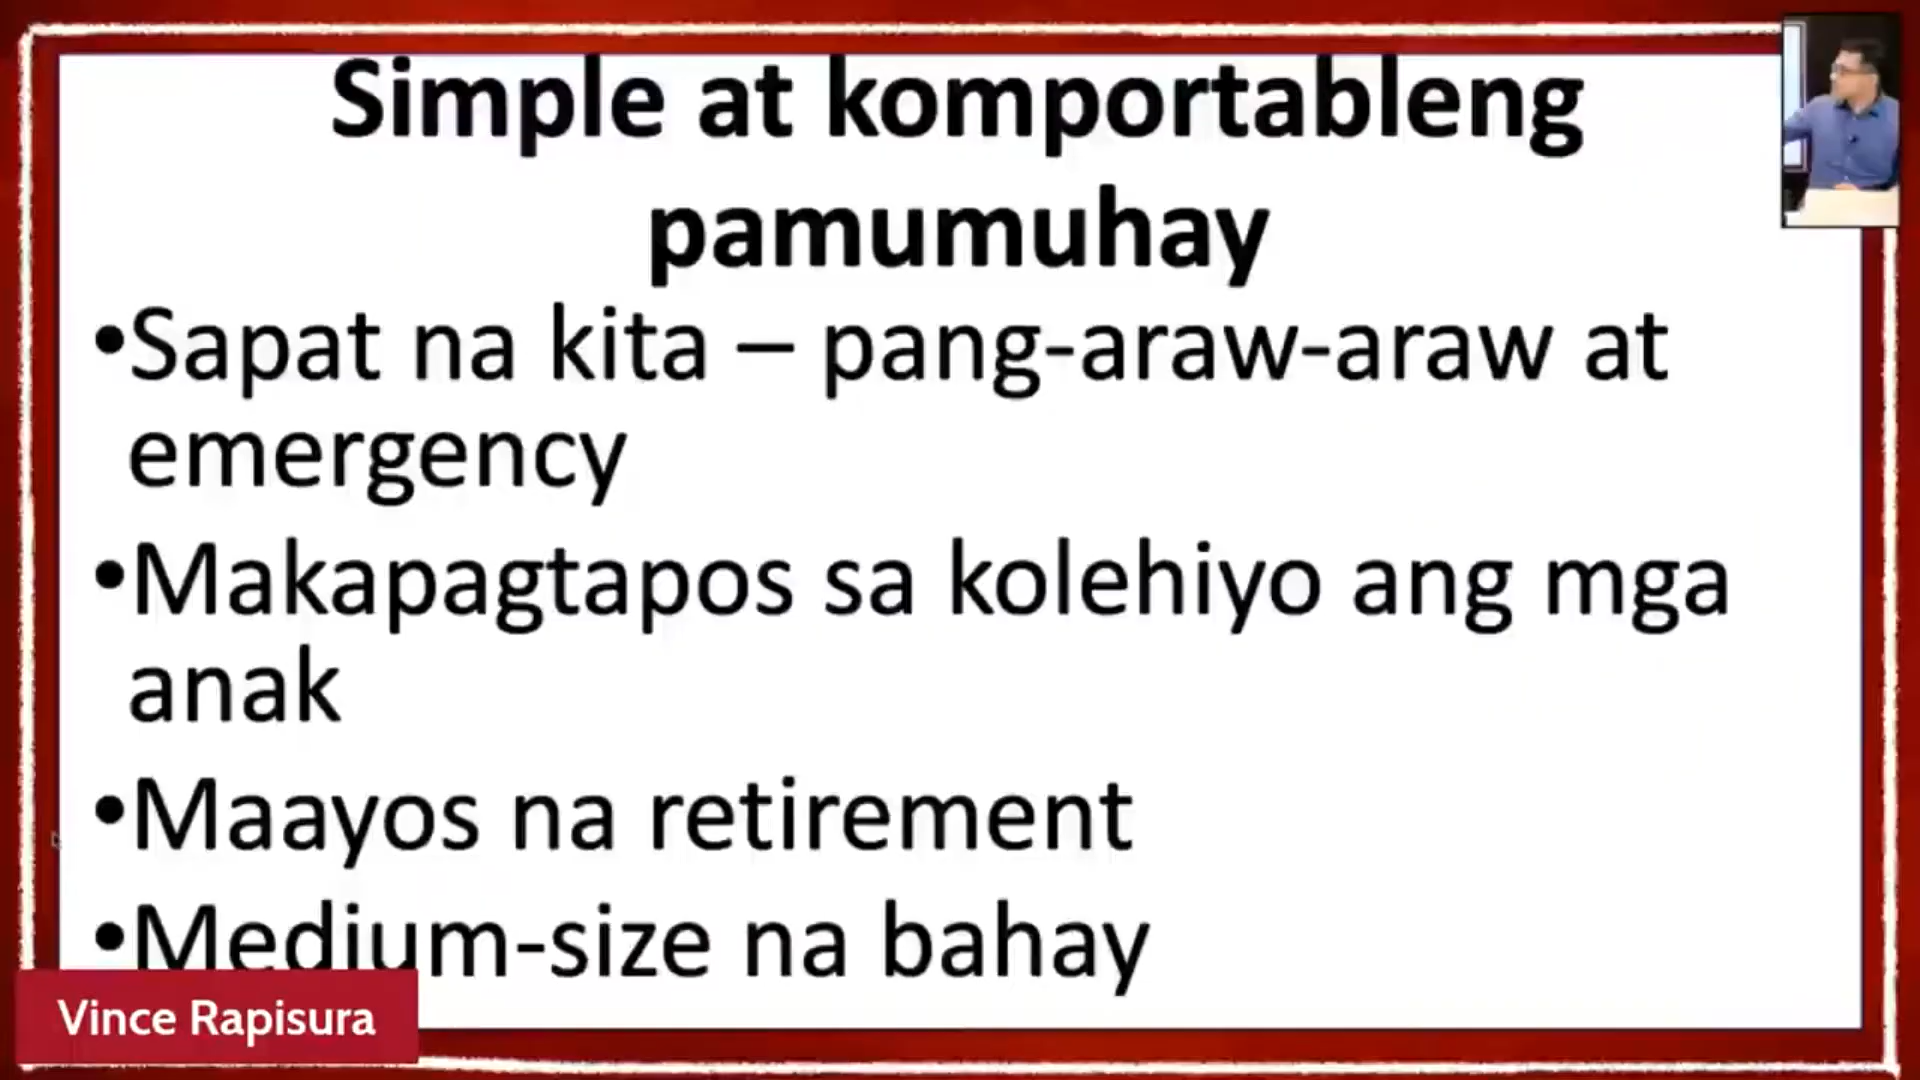 Simple at komportableng
pamumuhay
•Sapat na kita – pang-araw-araw at
emergency
•Makapagtapos sa kolehiyo ang mga
anak
•Maayos na retirement
•Medium-size na bahay
Vince Rapisura